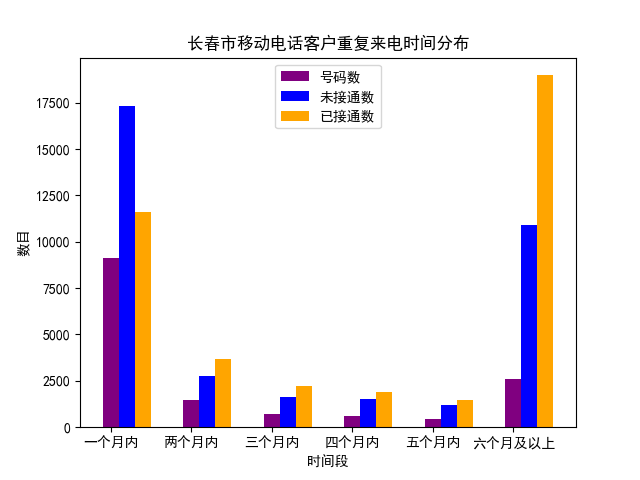 长春市移动电话客户重复来电时间分布
号码数
未接通数
已接通数
17500
15000
12500
10000
7500
5000
2500
0
数目
一个月内 两个月内 三个月内 四个月内 五个月内 六个月及以上
时间段